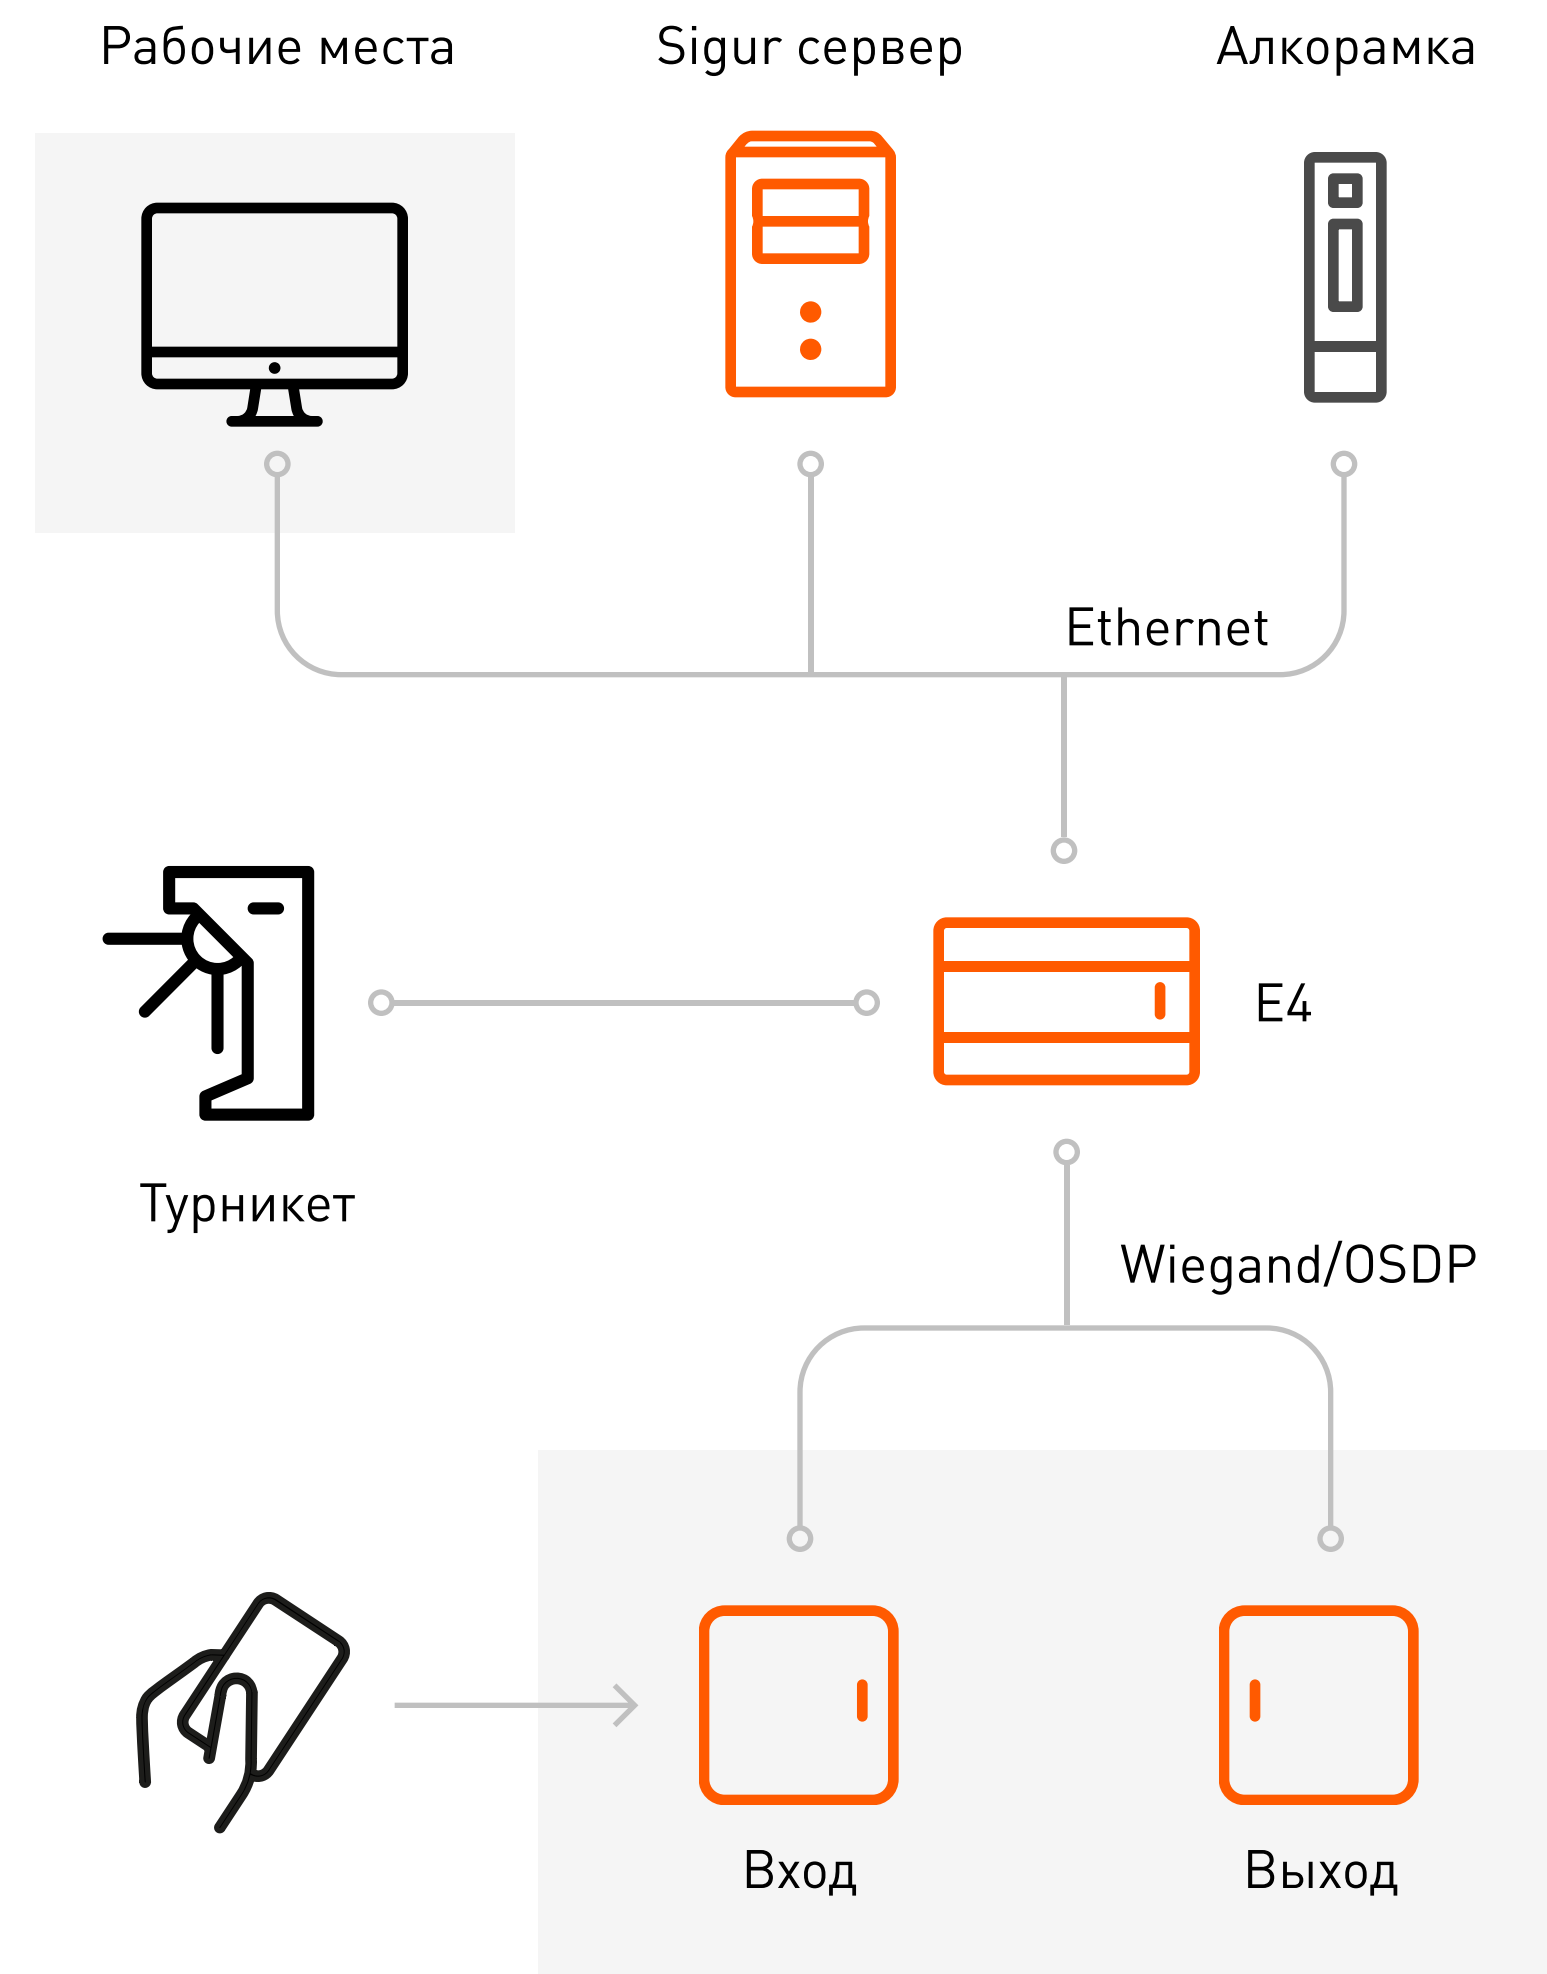 Рабочие места
Sigur сервер
Алкорамка
Ethernet
E4
Турникет
Wiegand/OSDP
Вход
Выход